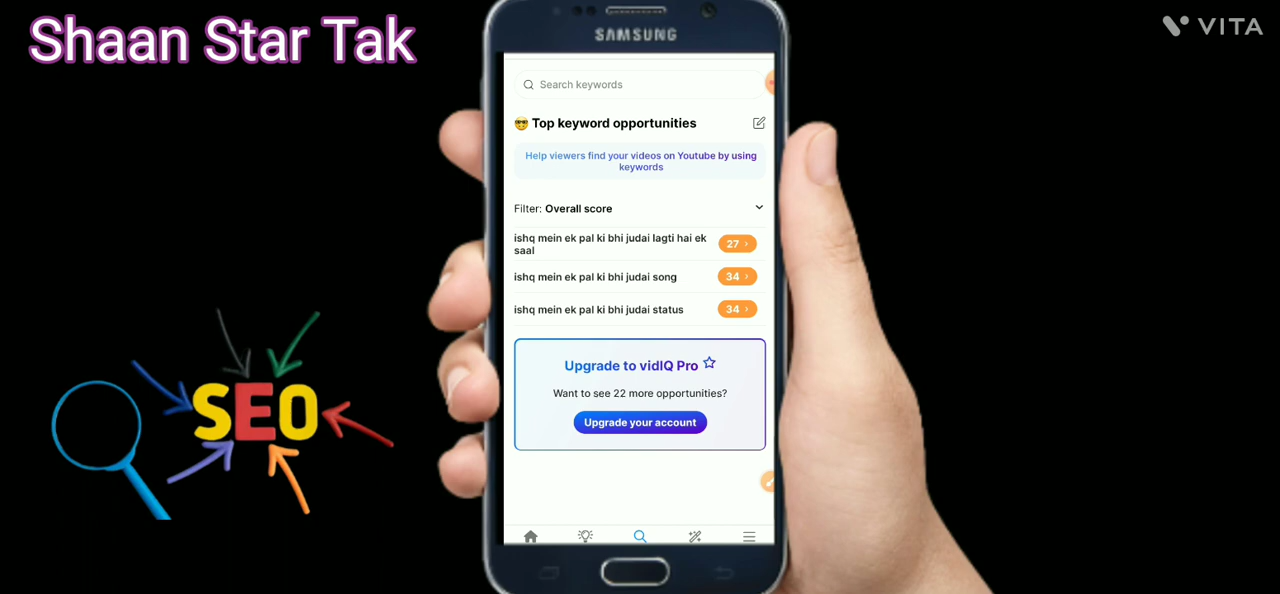 Shaan Star Tak
VITA
SAMSUNG
Search keywords
Top keyword opportunities
Help viewers find your videos on Youtube by using
keywords
Filter: Overall score
ishq mein ek pal ki bhi judai lagti hai ek
saal
27
ishq mein ek pal ki bhi judai song
34
ishq mein ek pal ki bhi judai status
34
Upgrade to vidIQ Pro
Want to see 22 more opportunities?
Upgrade your account
SEO